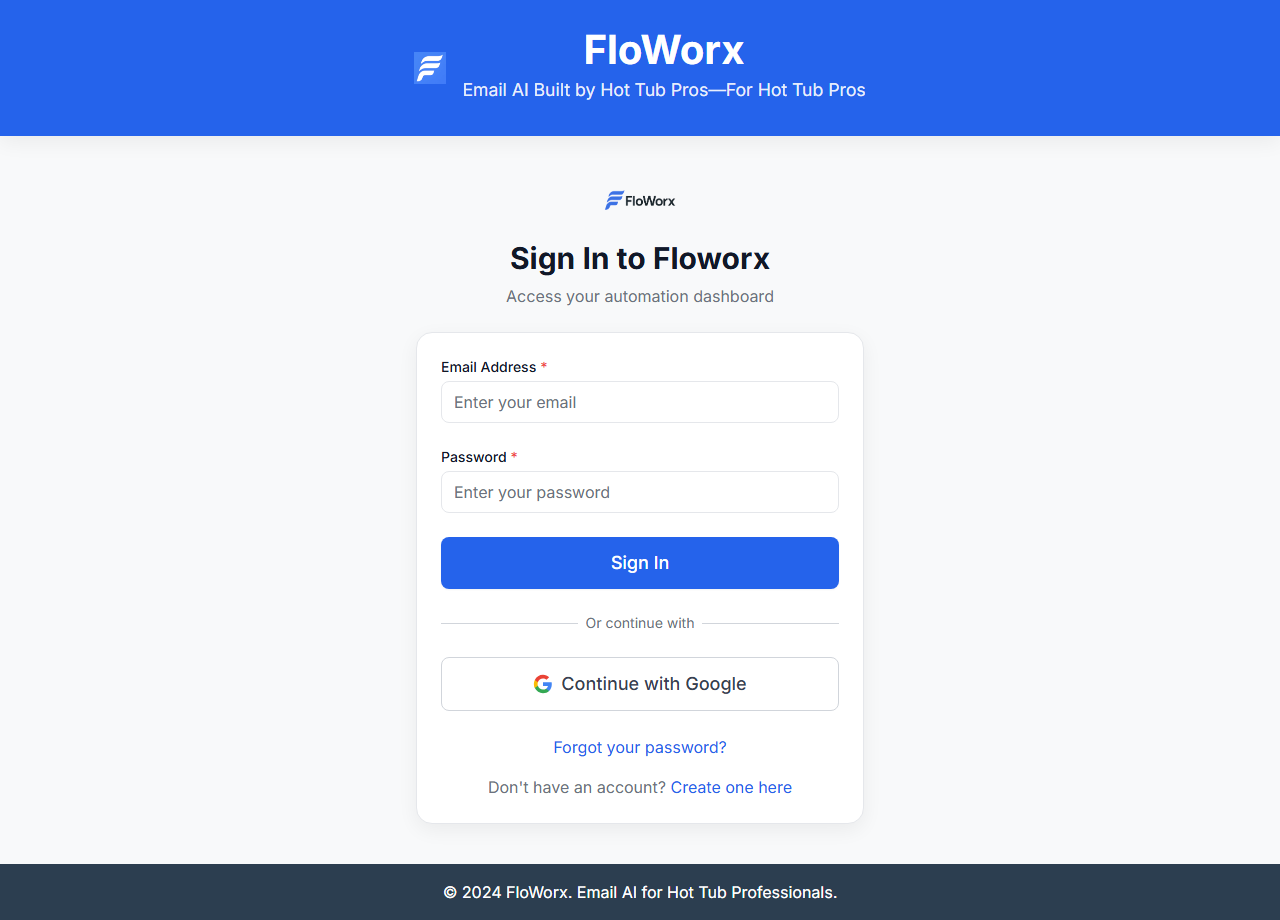 FloWorx
Email AI Built by Hot Tub Pros—For Hot Tub Pros
FloWorx
Sign In to Floworx
Access your automation dashboard
Email Address *
Enter your email
Password *
Enter your password
Sign In
Or continue with
Continue with Google
Forgot your password?
Don't have an account? Create one here
© 2024 FloWorx. Email AI for Hot Tub Professionals.